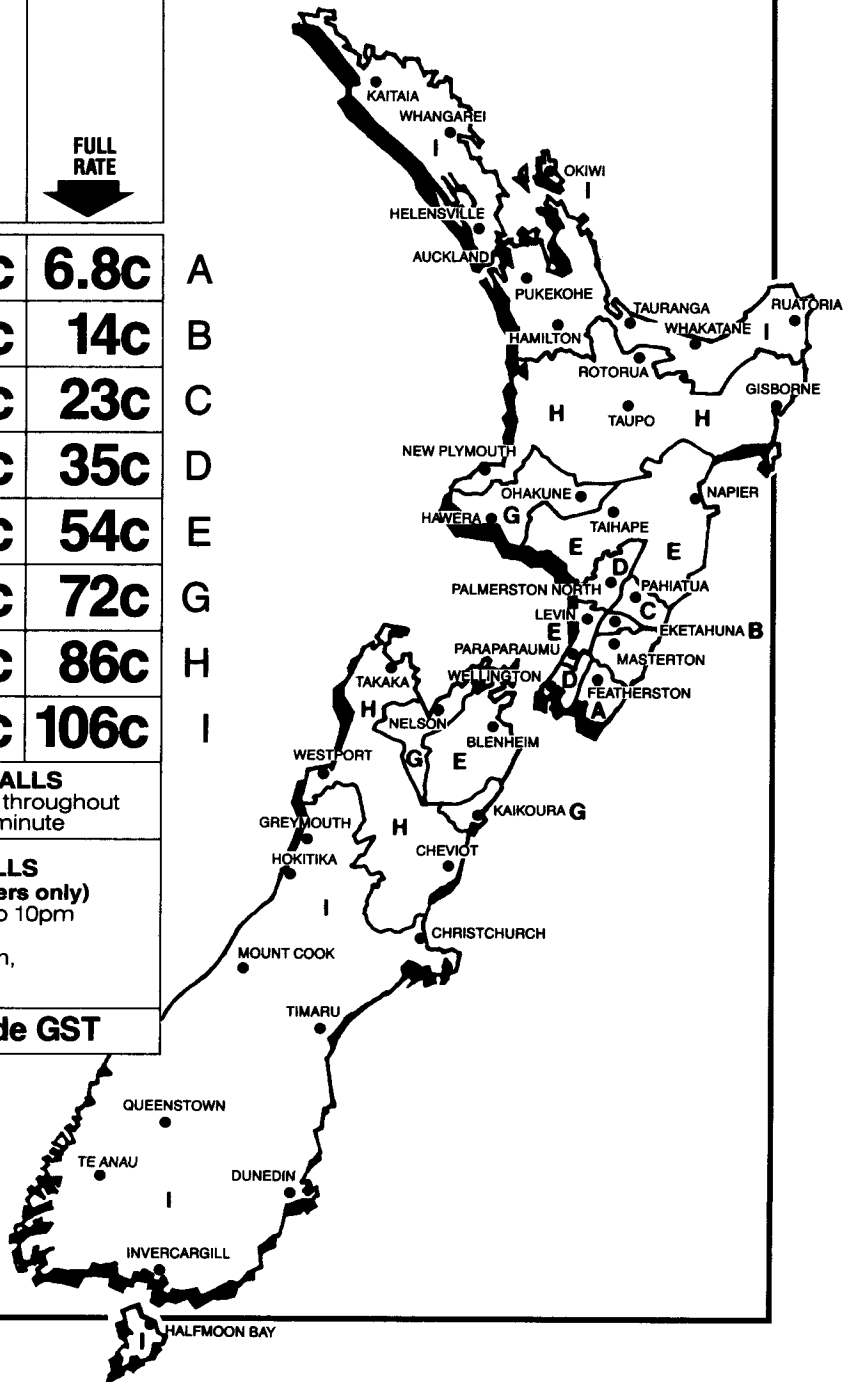 FULL
RATE
c 6.8c A
c 14c B
c 23c C
c 35c D
c 54c E
c 72c G
c 86c H
c 106c I
ALLS
throughout
minute
LLS
ers only)
o 10pm
n,
de GST
KAITAIA
WHANGAREI
I
OKIWI
I
HELENSVILLE
AUCKLAND
PUKEKOHE
TAURANGA
RUATORIA
WHAKATANE
I
HAMILTON
ROTORUA
GISBORNE
H
TAUPO
H
NEW PLYMOUTH
OHAKUNE
NAPIER
HAWERA
G
TAIHAPE
E
E
D
PALMERSTON NORTH
PAHIATUA
C
LEVIN
E
EKETAHUNA B
PARAPARAUMU
MASTERTON
TAKAKA
WELLINGTON
D
FEATHERSTON
A
H
NELSON
BLENHEIM
G
E
WESTPORT
KAIKOURA G
GREYMOUTH
H
HOKITIKA
CHEVIOT
I
CHRISTCHURCH
MOUNT COOK
TIMARU
QUEENSTOWN
TE ANAU
DUNEDIN
I
INVERCARGILL
HALFMOON BAY
I